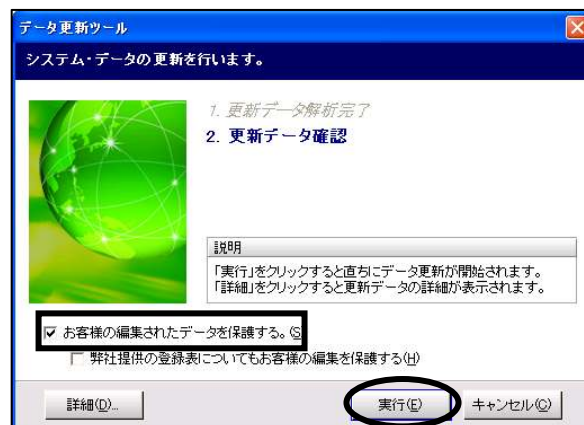 データ更新ツール
システム・データの更新を行います。
1. 更新データ解析完了
2. 更新データ確認
説明
「実行」をクリックすると直ちにデータ更新が開始されます。
「詳細」をクリックすると更新データの詳細が表示されます。
お客様の編集されたデータを保護する。(S
弊社提供の登録表についてもお客様の編集を保護する(H)
詳細(D)...
実行(E)
キャンセル(C)